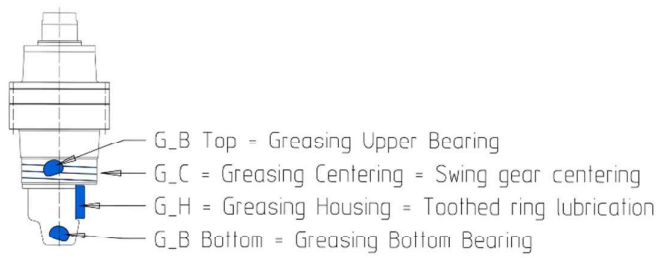 G_B Top = Greasing Upper Bearing
G_C = Greasing Centering = Swing gear centering
G_H = Greasing Housing = Toothed ring lubrication
G_B Bottom = Greasing Bottom Bearing